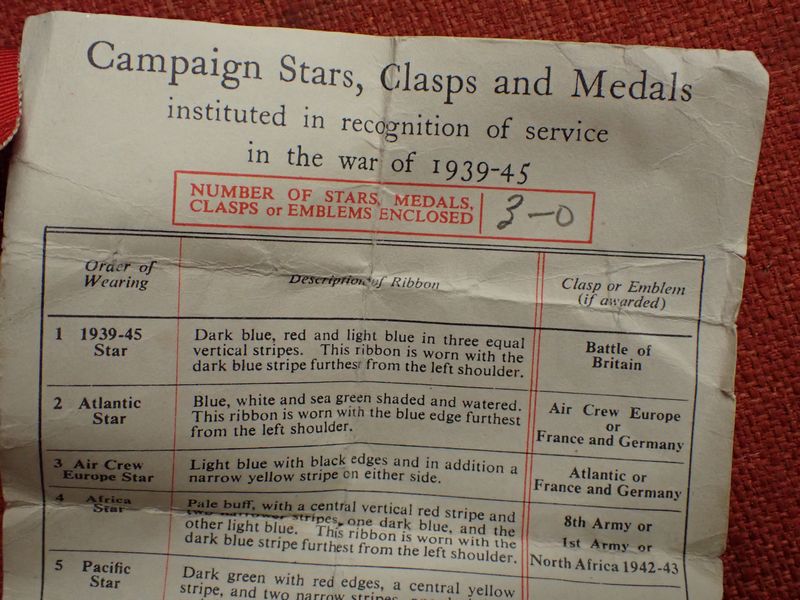 Campaign Stars, Clasps and Medals
instituted in recognition of service
in the war of 1939-45
NUMBER OF STARS, MEDALS,
CLASPS or EMBLEMS ENCLOSED
3-0
Order of
Wearing
Description of Ribbon
Clasp or Emblem
(if awarded)
1 1939-45
Star
Dark blue, red and light blue in three equal
vertical stripes. This ribbon is worn with the
dark blue stripe furthest from the left shoulder.
Battle of
Britain
2 Atlantic
Star
Blue, white and sea green shaded and watered.
This ribbon is worn with the blue edge furthest
from the left shoulder.
Air Crew Europe
or
France and Germany
3 Air Crew
Europe Star
Light blue with black edges and in addition a
narrow yellow stripe on either side.
Atlantic or
France and Germany
4 Africa
Star
Pale buff, with a central vertical red stripe and
two narrower stripes, one dark blue, and the
other light blue. This ribbon is worn with the
dark blue stripe furthest from the left shoulder.
8th Army or
1st Army or
North Africa 1942-43
5 Pacific
Star
Dark green with red edges, a central yellow
stripe, and two narrow stripes,